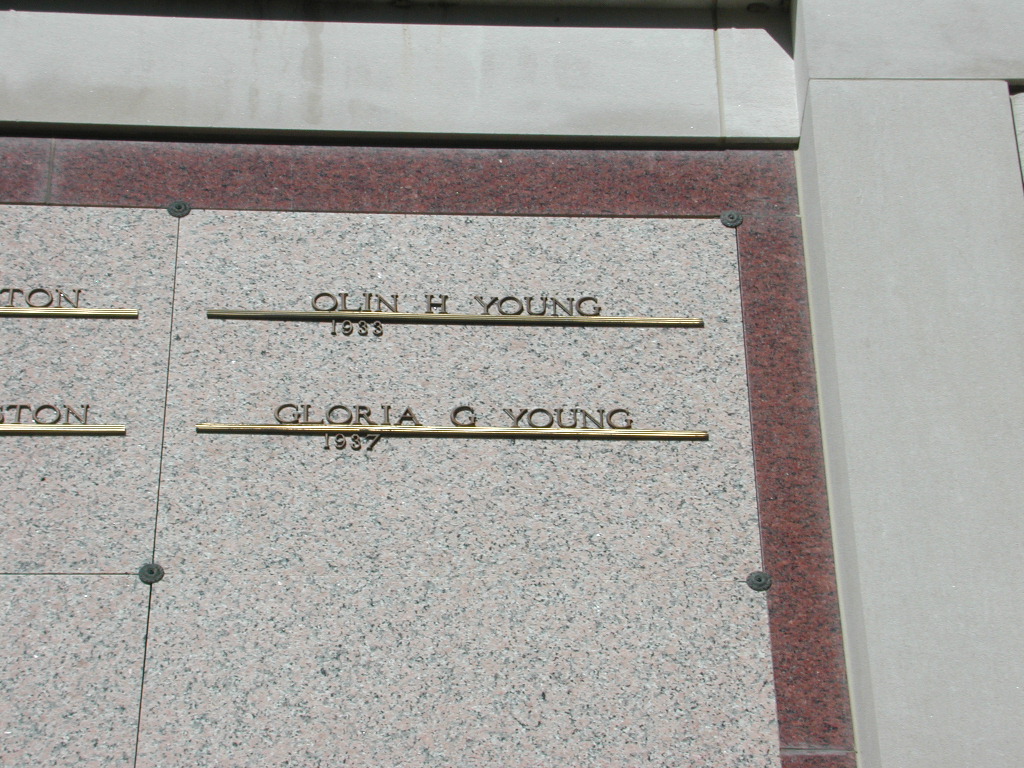 TON
OLIN H YOUNG
1933
STON
GLORIA G YOUNG
1937